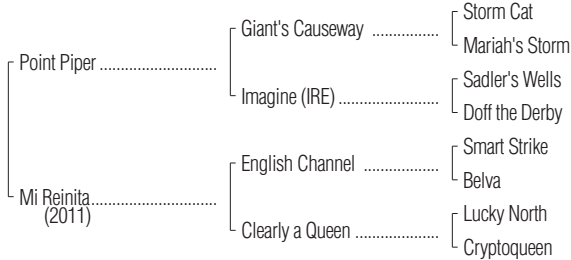 Storm Cat
Giant's Causeway ..................
Mariah's Storm
Point Piper ..............................
Sadler's Wells
Imagine (IRE) ...........................
Doff the Derby
Smart Strike
English Channel ....................
Belva
Mi Reinita................................
(2011)
Lucky North
Clearly a Queen ......................
Cryptoqueen